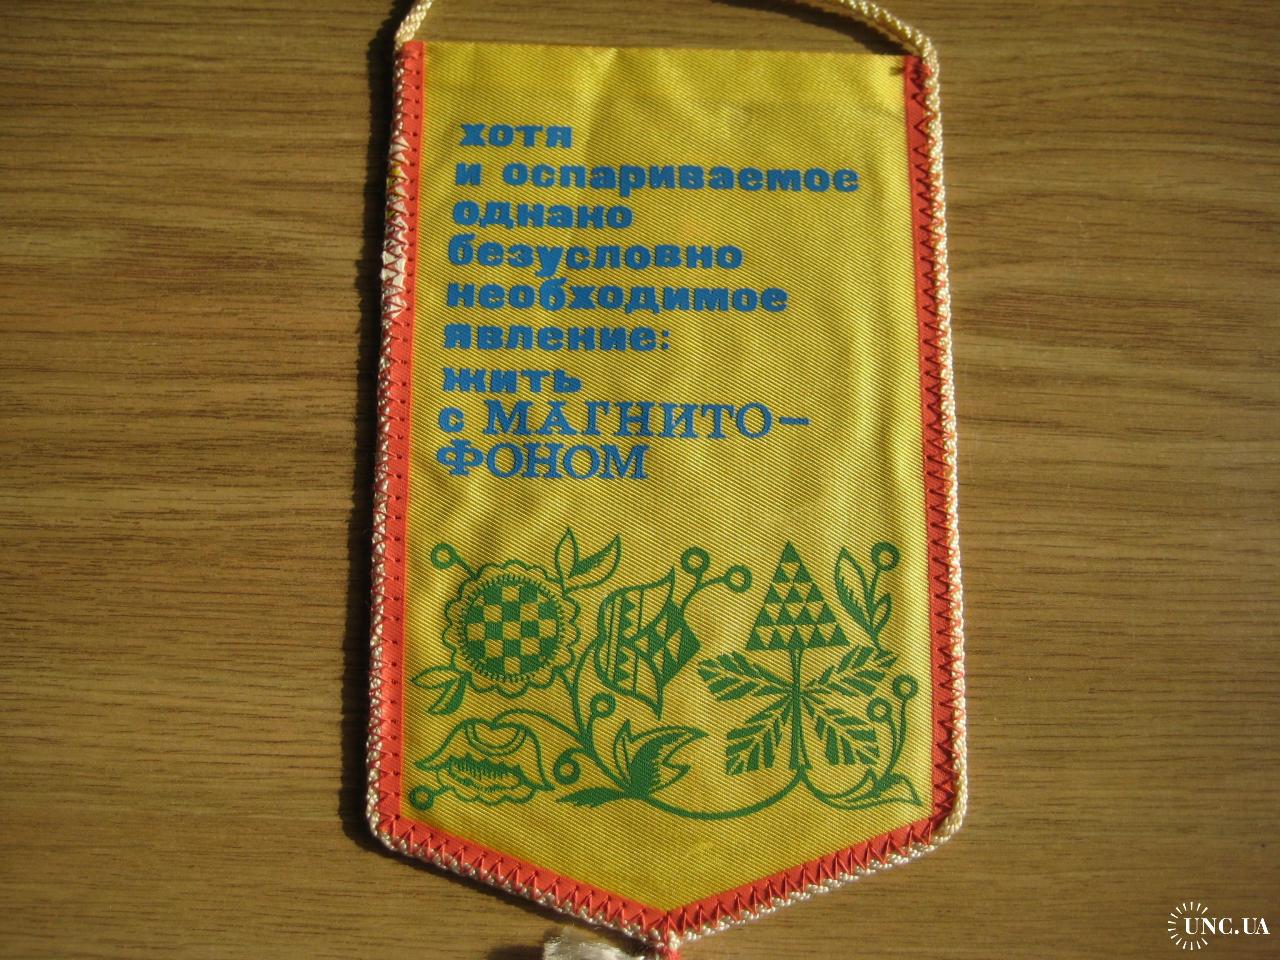 хотя
и оспариваемое
однано
безусловно
необходимое
явление:
жить
с МАГНИТО-
ФОНОМ
UNC.UA